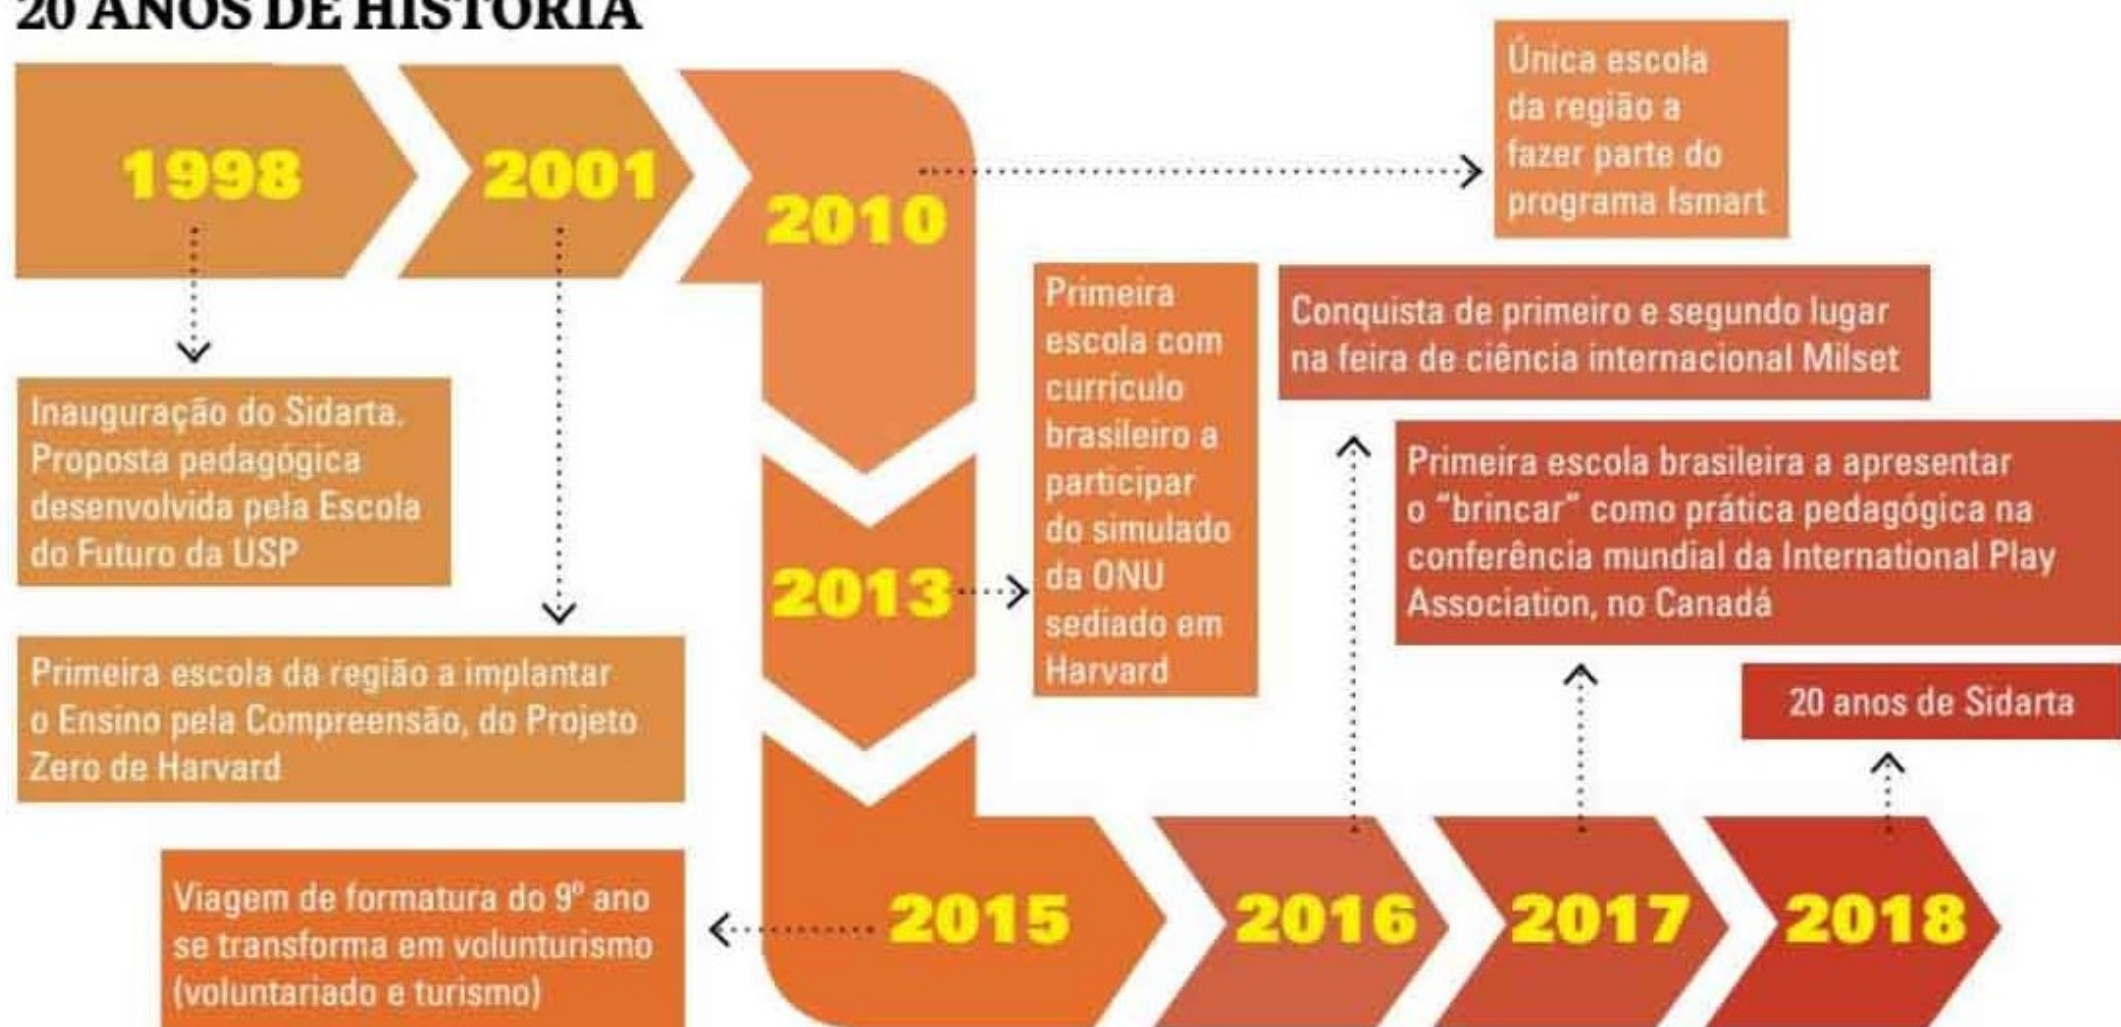 20 ANOS DE HISTÓRIA
1998
2001
2010
Única escola
da região a
fazer parte do
programa Ismart
Inauguração do Sidarta.
Proposta pedagógica
desenvolvida pela Escola
do Futuro da USP
Primeira escola da região a implantar
o Ensino pela Compreensão, do Projeto
Zero de Harvard
2013
Primeira
escola com
currículo
brasileiro a
participar
do simulado
da ONU
sediado em
Harvard
Conquista de primeiro e segundo lugar
na feira de ciência internacional Milset
Primeira escola brasileira a apresentar
o “brincar” como prática pedagógica na
conferência mundial da International Play
Association, no Canadá
20 anos de Sidarta
Viagem de formatura do 9º ano
se transforma em volunturismo
(voluntariado e turismo)
2015
2016
2017
2018